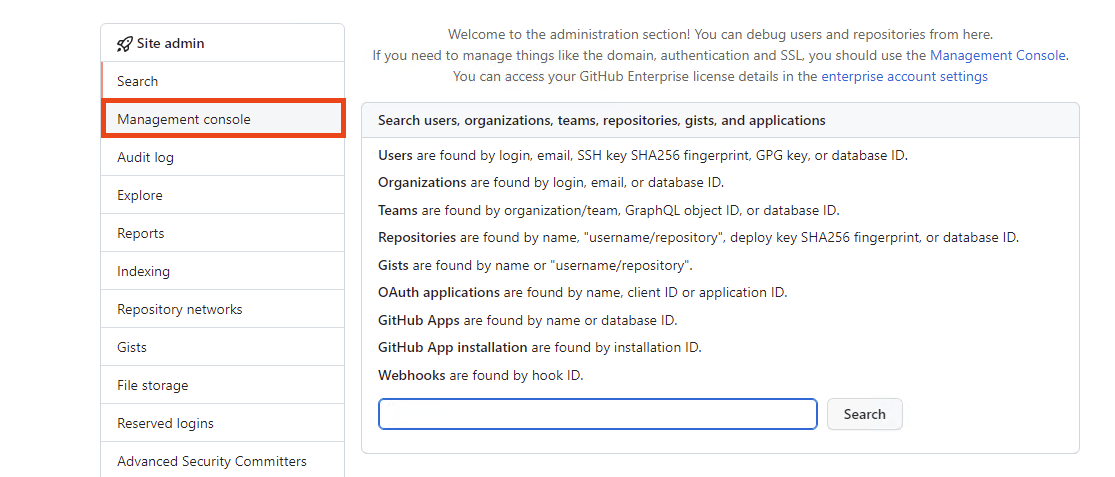 Site admin
Search
Management console
Audit log
Explore
Reports
Indexing
Repository networks
Gists
File storage
Reserved logins
Advanced Security Committers
Welcome to the administration section! You can debug users and repositories from here.
If you need to manage things like the domain, authentication and SSL, you should use the Management Console.
You can access your GitHub Enterprise license details in the enterprise account settings
Search users, organizations, teams, repositories, gists, and applications
Users are found by login, email, SSH key SHA256 fingerprint, GPG key, or database ID.
Organizations are found by login, email, or database ID.
Teams are found by organization/team, GraphQL object ID, or database ID.
Repositories are found by name, "username/repository", deploy key SHA256 fingerprint, or database ID.
Gists are found by name or "username/repository".
OAuth applications are found by name, client ID or application ID.
GitHub Apps are found by name or database ID.
GitHub App installation are found by installation ID.
Webhooks are found by hook ID.
Search